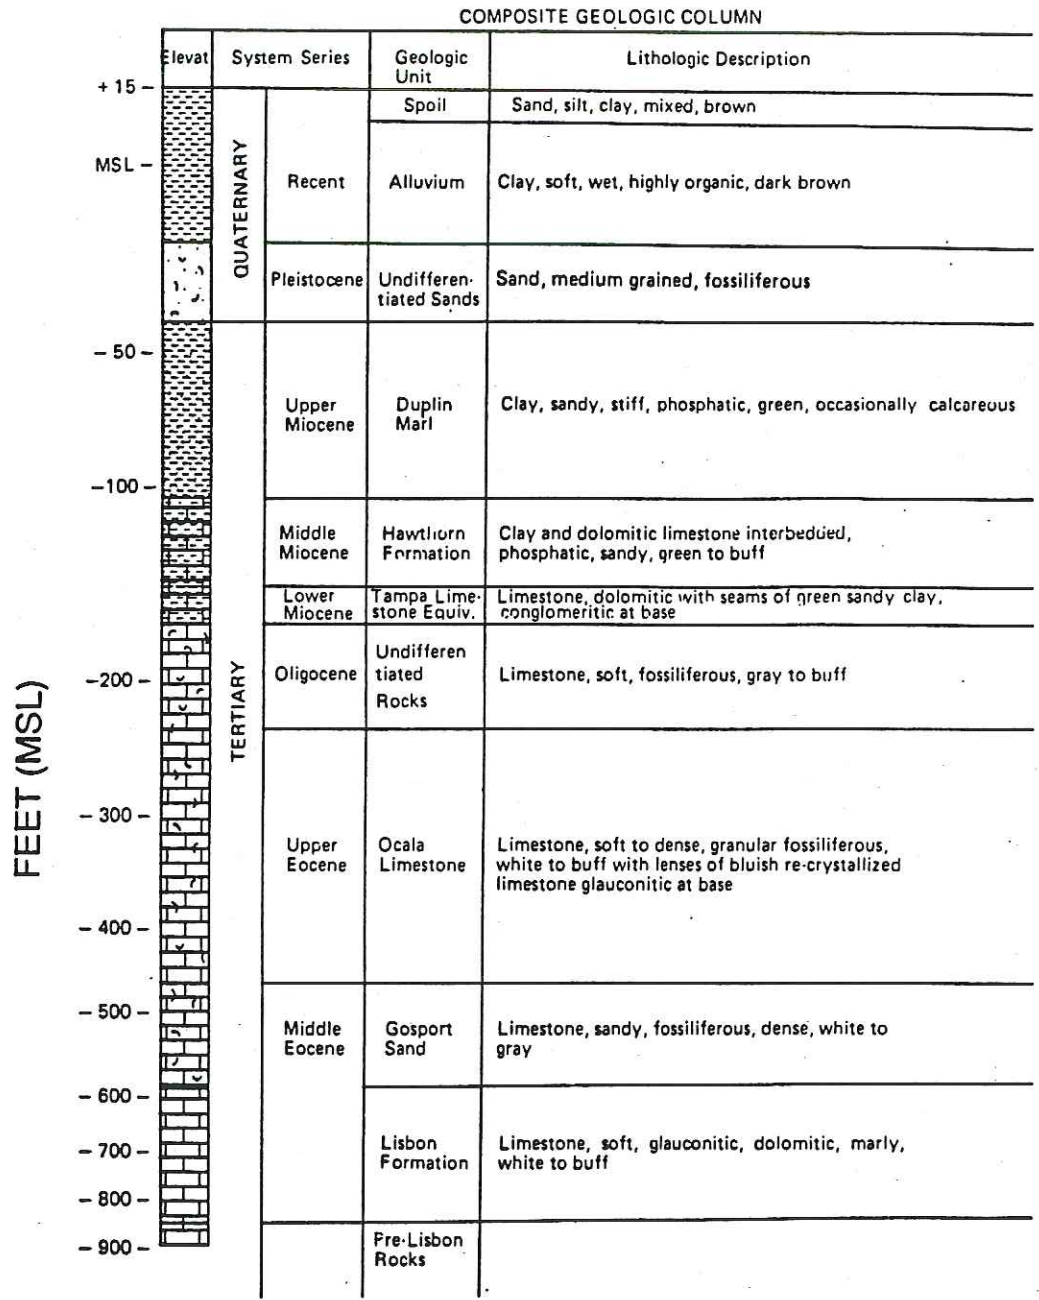 COMPOSITE GEOLOGIC COLUMN
Elevat System Series Geologic Unit Lithologic Description
+ 15 –
Spoil Sand, silt, clay, mixed, brown
MSL –
QUATERNARY
Recent Alluvium Clay, soft, wet, highly organic, dark brown
Pleistocene Undifferen-
tiated Sands
Sand, medium grained, fossiliferous
– 50 –
Upper
Miocene
Duplin
Marl
Clay, sandy, stiff, phosphatic, green, occasionally calcareous
–100 –
Middle
Miocene
Hawthorn
Formation
Clay and dolomitic limestone interbedded,
phosphatic, sandy, green to buff
Lower
Miocene
Tampa Lime-
stone Equiv.
Limestone, dolomitic with seams of green sandy clay,
conglomeritic at base
TERTIARY
Oligocene
Undifferen
tiated
Rocks
Limestone, soft, fossiliferous, gray to buff
–200 –
FEET (MSL)
– 300 –
Upper
Eocene
Ocala
Limestone
Limestone, soft to dense, granular fossiliferous,
white to buff with lenses of bluish re-crystallized
limestone glauconitic at base
– 400 –
– 500 –
Middle
Eocene
Gosport
Sand
Limestone, sandy, fossiliferous, dense, white to
gray
– 600 –
– 700 –
Lisbon
Formation
Limestone, soft, glauconitic, dolomitic, marly,
white to buff
– 800 –
– 900 –
Pre-Lisbon
Rocks